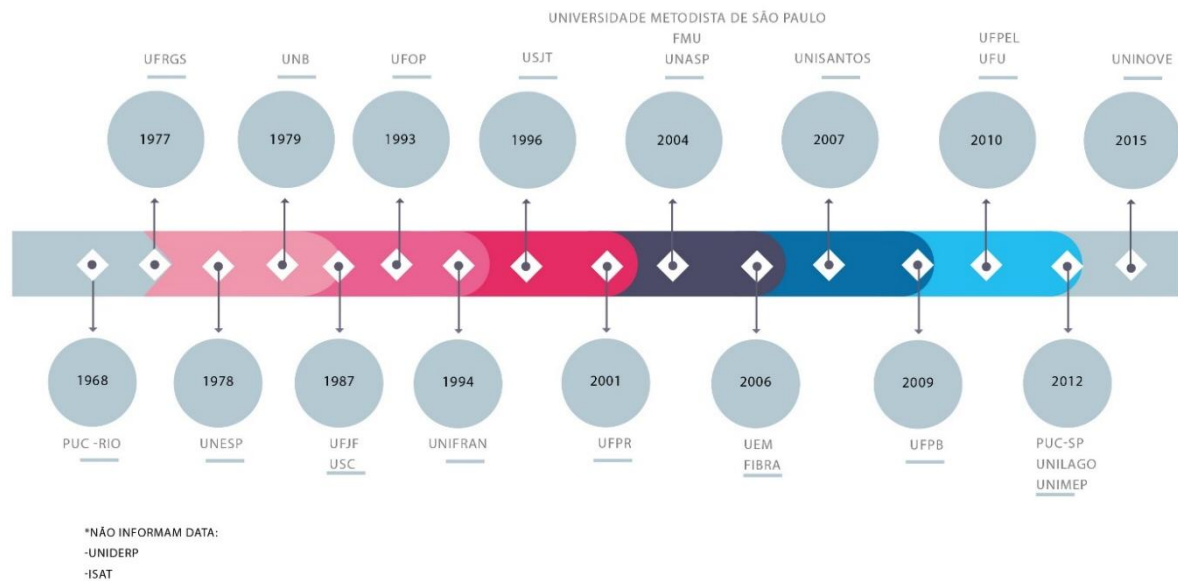 UNIVERSIDADE METODISTA DE SÃO PAULO
FMU
UNASP
UFRGS
UNB
UFOP
USJT
UNISANTOS
UFPEL
UFU
UNINOVE
1977
1979
1993
1996
2004
2007
2010
2015
1968
1978
1987
1994
2001
2006
2009
2012
PUC -RIO
UNESP
UFJF
USC
UNIFRAN
UFPR
UEM
FIBRA
UFPB
PUC-SP
UNILAGO
UNIMEP
*NÃO INFORMAM DATA:
-UNIDERP
-ISAT